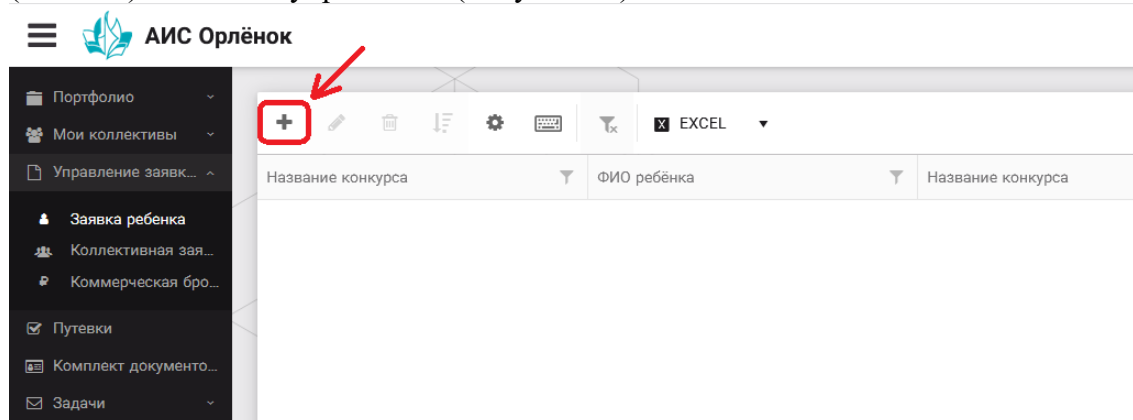 АИС Орлёнок
Портфолио
Мои коллективы
Управление заявк...
Заявка ребенка
Коллективная зая...
Коммерческая бро...
Путевки
Комплект документо...
Задачи
X EXCEL
Название конкурса ФИО ребёнка Название конкурса